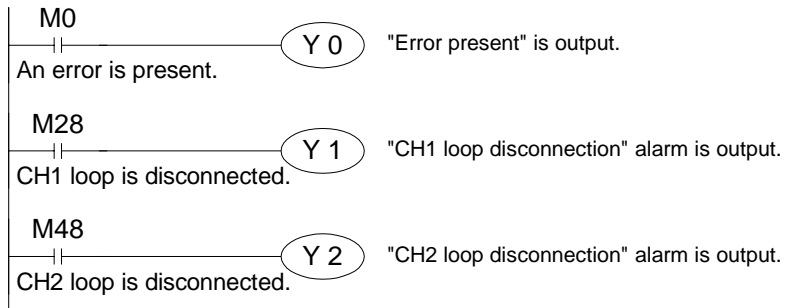 M0
Y 0 "Error present" is output.
An error is present.
M28
Y 1 "CH1 loop disconnection" alarm is output.
CH1 loop is disconnected.
M48
Y 2 "CH2 loop disconnection" alarm is output.
CH2 loop is disconnected.